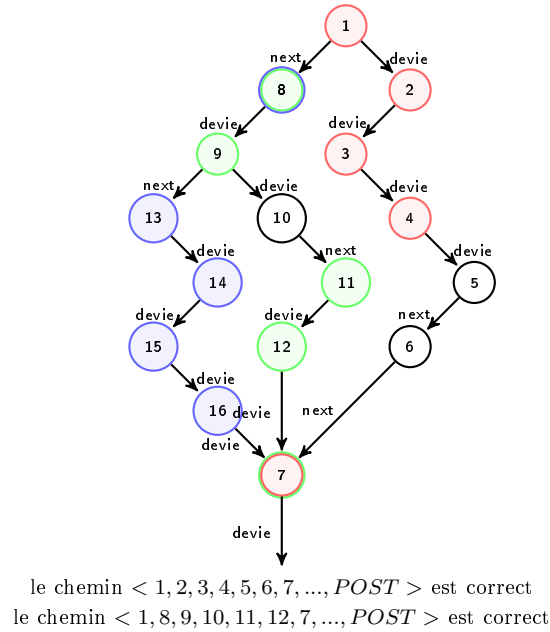 1
next devie
8 2
devie devie
9 3
next devie devie
13 10 4
devie next devie
14 11 5
devie devie next
15 12 6
devie
16 devie next
devie
7
devie
le chemin < 1, 2, 3, 4, 5, 6, 7, ..., POST > est correct
le chemin < 1, 8, 9, 10, 11, 12, 7, ..., POST > est correct